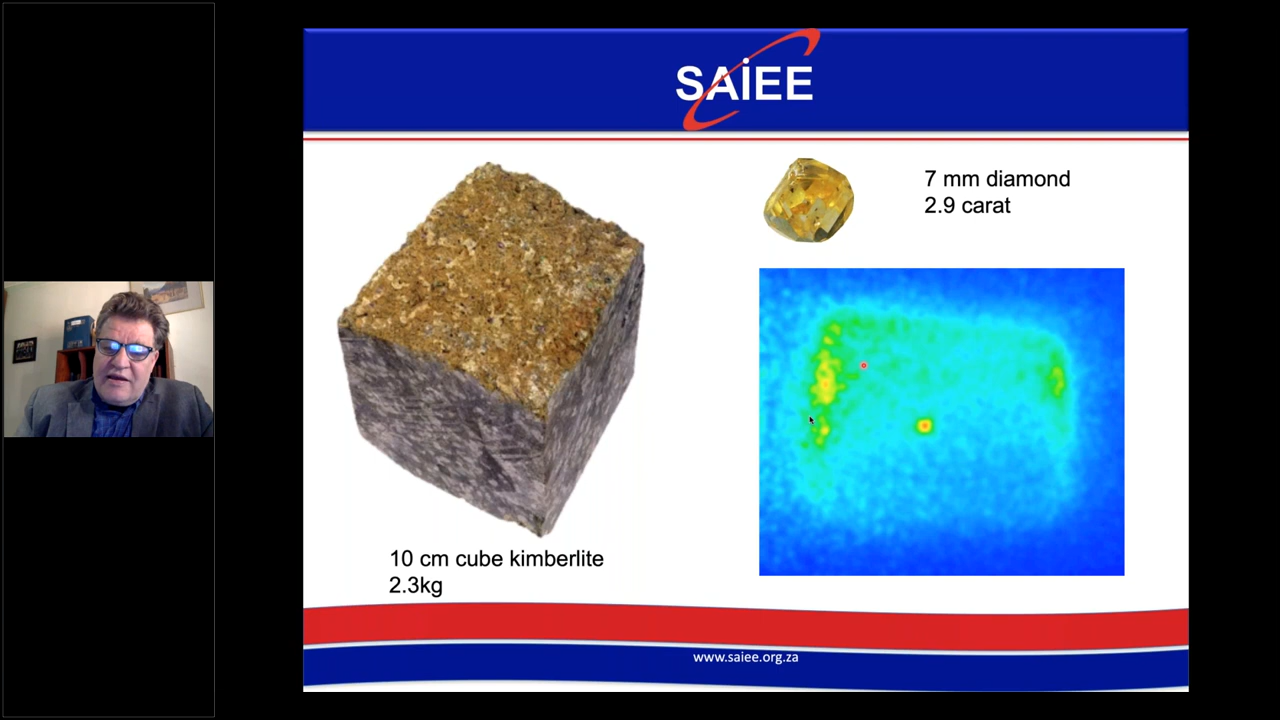 SAiEE
7 mm diamond
2.9 carat
10 cm cube kimberlite
2.3kg
www.saiee.org.za